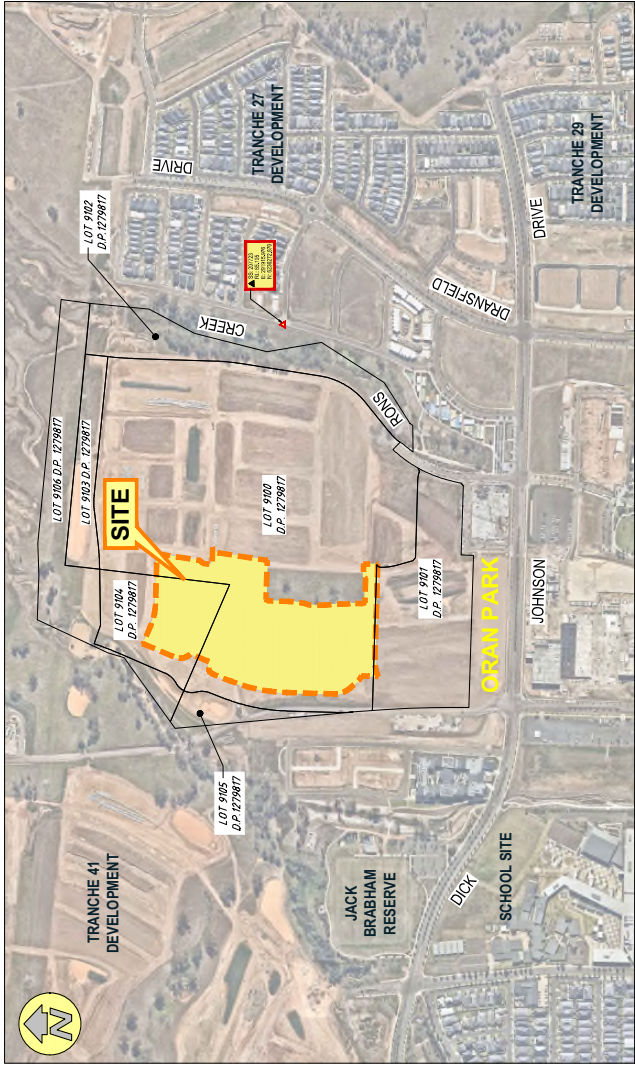 N
TRANCHE 41
DEVELOPMENT
LOT 9105
D.P.1279817
LOT 9104
D.P. 1279817
SITE
LOT 9106 D.P. 1279817
LOT 9103 D.P. 1279817
LOT 9102
D.P.1279817
LOT 9100
D.P. 1279817
CREEK
RONS
DRIVE
TRANCHE 27
DEVELOPMENT
JACK
BRABHAM
RESERVE
LOT 9101
D.P. 1279817
DRANSFIELD
DICK
ORAN PARK
JOHNSON
DRIVE
SCHOOL SITE
TRANCHE 29
DEVELOPMENT